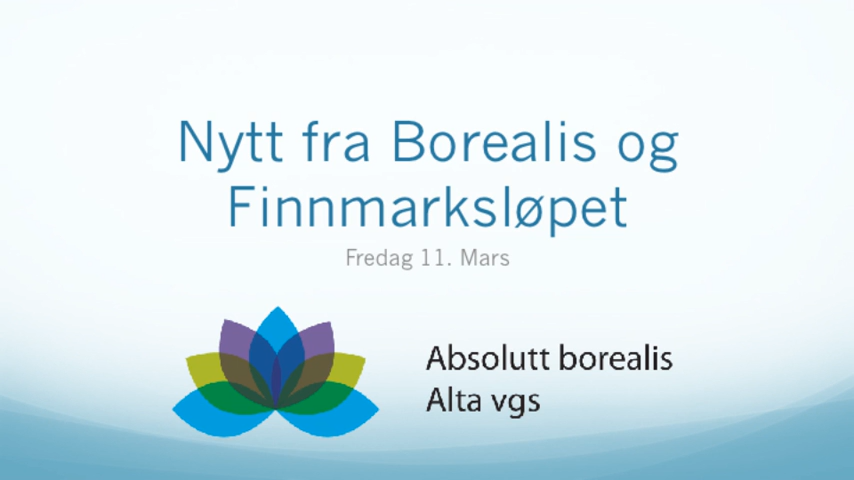 Nytt fra Borealis og
Finnmarksløpet
Fredag 11. Mars
Absolutt borealis
Alta vgs